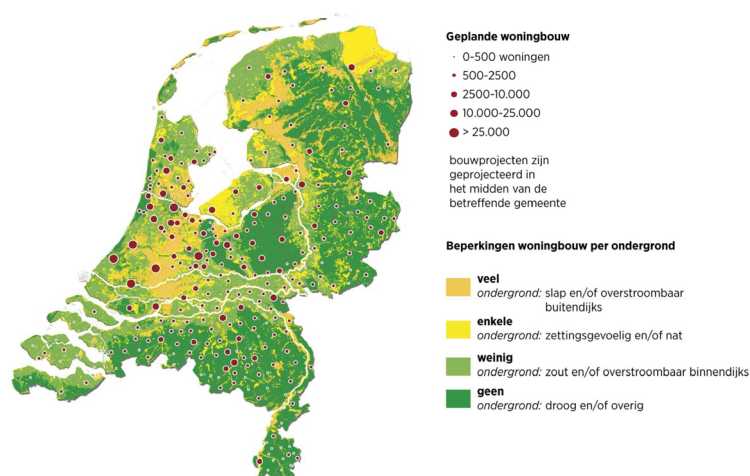 Geplande woningbouw
0-500 woningen
500-2500
2500-10.000
10.000-25.000
> 25.000
bouwprojecten zijn
geprojecteerd in
het midden van de
betreffende gemeente
Beperkingen woningbouw per ondergrond
veel
ondergrond: slap en/of overstroombaar
buitendijks
enkele
ondergrond: zettingsgevoelig en/of nat
weinig
ondergrond: zout en/of overstroombaar binnendijks
geen
ondergrond: droog en/of overig